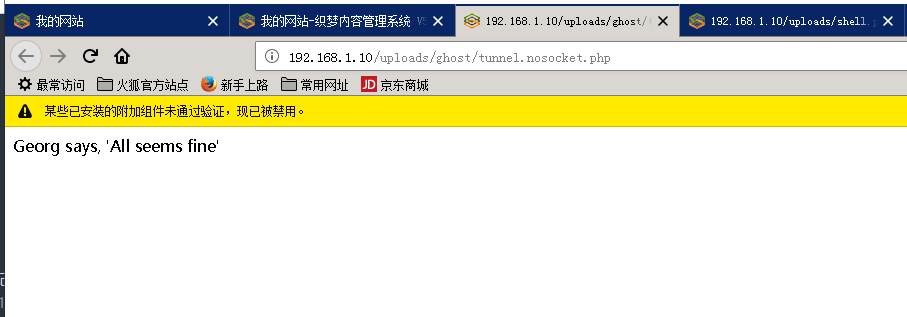 我的网站
我的网站-织梦内容管理系统 V5
192.168.1.10/uploads/ghost/t
192.168.1.10/uploads/shell.p
192.168.1.10/uploads/ghost/tunnel.nosocket.php
最常访问 火狐官方站点 新手上路 常用网址 JD 京东商城
某些已安装的附加组件未通过验证，现已被禁用。
Georg says, 'All seems fine'